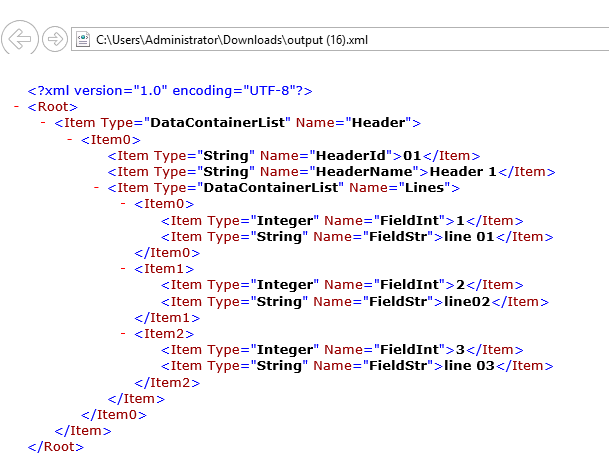 C:\Users\Administrator\Downloads\output (16).xml
<?xml version="1.0" encoding="UTF-8"?>
- <Root>
- <Item Type="DataContainerList" Name="Header">
- <Item0>
<Item Type="String" Name="HeaderId">01</Item>
<Item Type="String" Name="HeaderName">Header 1</Item>
- <Item Type="DataContainerList" Name="Lines">
- <Item0>
<Item Type="Integer" Name="FieldInt">1</Item>
<Item Type="String" Name="FieldStr">line 01</Item>
</Item0>
- <Item1>
<Item Type="Integer" Name="FieldInt">2</Item>
<Item Type="String" Name="FieldStr">line02</Item>
</Item1>
- <Item2>
<Item Type="Integer" Name="FieldInt">3</Item>
<Item Type="String" Name="FieldStr">line 03</Item>
</Item2>
</Item>
</Item0>
</Item>
</Root>